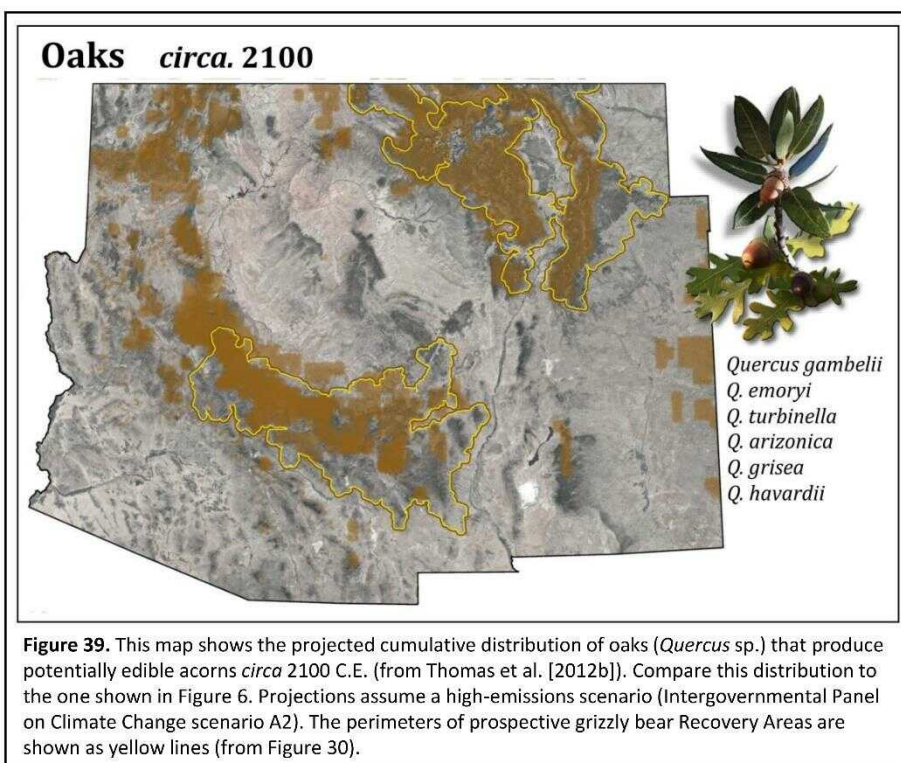 Oaks circa. 2100
Quercus gambelii
Q. emoryi
Q. turbinella
Q. arizonica
Q. grisea
Q. havardii
Figure 39. This map shows the projected cumulative distribution of oaks (Quercus sp.) that produce
potentially edible acorns circa 2100 C.E. (from Thomas et al. [2012b]). Compare this distribution to
the one shown in Figure 6. Projections assume a high-emissions scenario (Intergovernmental Panel
on Climate Change scenario A2). The perimeters of prospective grizzly bear Recovery Areas are
shown as yellow lines (from Figure 30).